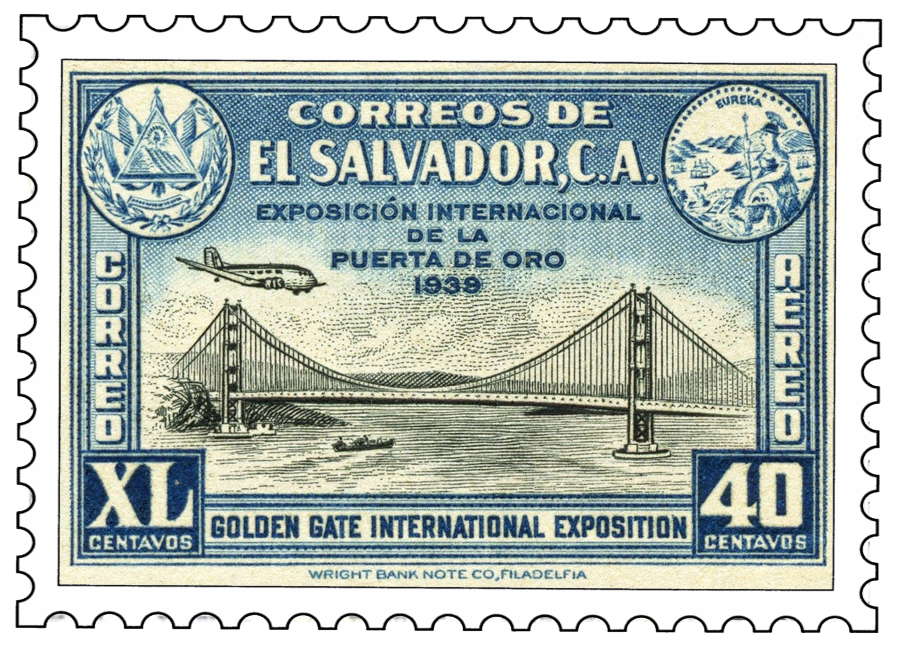 CORREOS DE
EL SALVADOR, C.A.
EUREKA
EXPOSICIÓN INTERNACIONAL
DE LA
PUERTA DE ORO
1939
CORREO
AEREO
XL
CENTAVOS
GOLDEN GATE INTERNATIONAL EXPOSITION
40
CENTAVOS
WRIGHT BANK NOTE CO, FILADELFIA